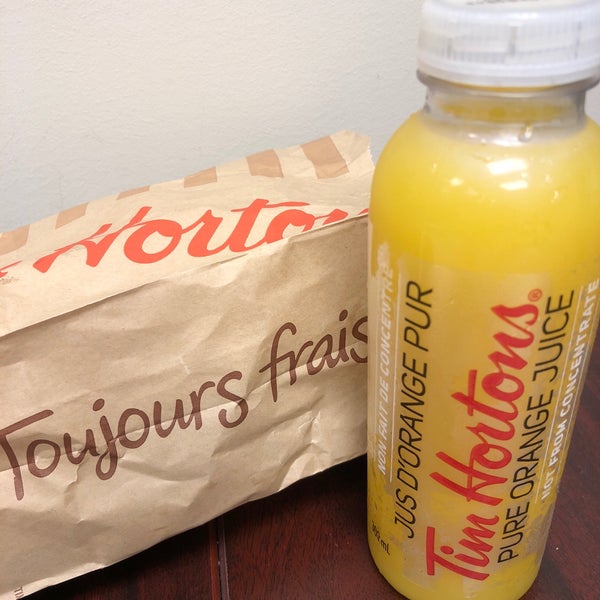 Hortons
Toujours frais
NON FAIT DE CONCENTRÉ
JUS D'ORANGE PUR
Tim Hortons®
PURE ORANGE JUICE
NOT FROM CONCENTRATE